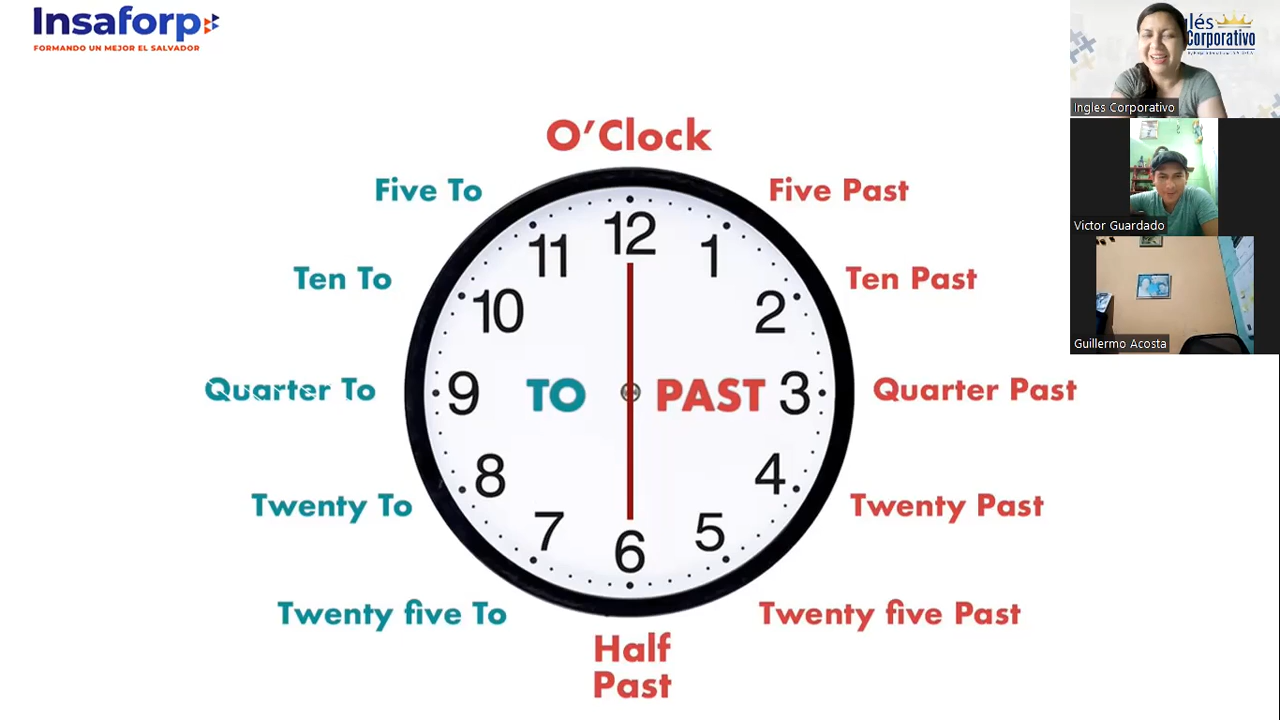 Insaforp
FORMANDO UN MEJOR EL SALVADOR
O'Clock
Five To
Five Past
Ten To
Ten Past
Quarter To
Quarter Past
Twenty To
Twenty Past
Twenty five To
Twenty five Past
Half
Past
12
1
2
3
4
5
6
7
8
9
10
11
TO
PAST
glés
Corporativo
Ingles Corporativo
Victor Guardado
Guillermo Acosta